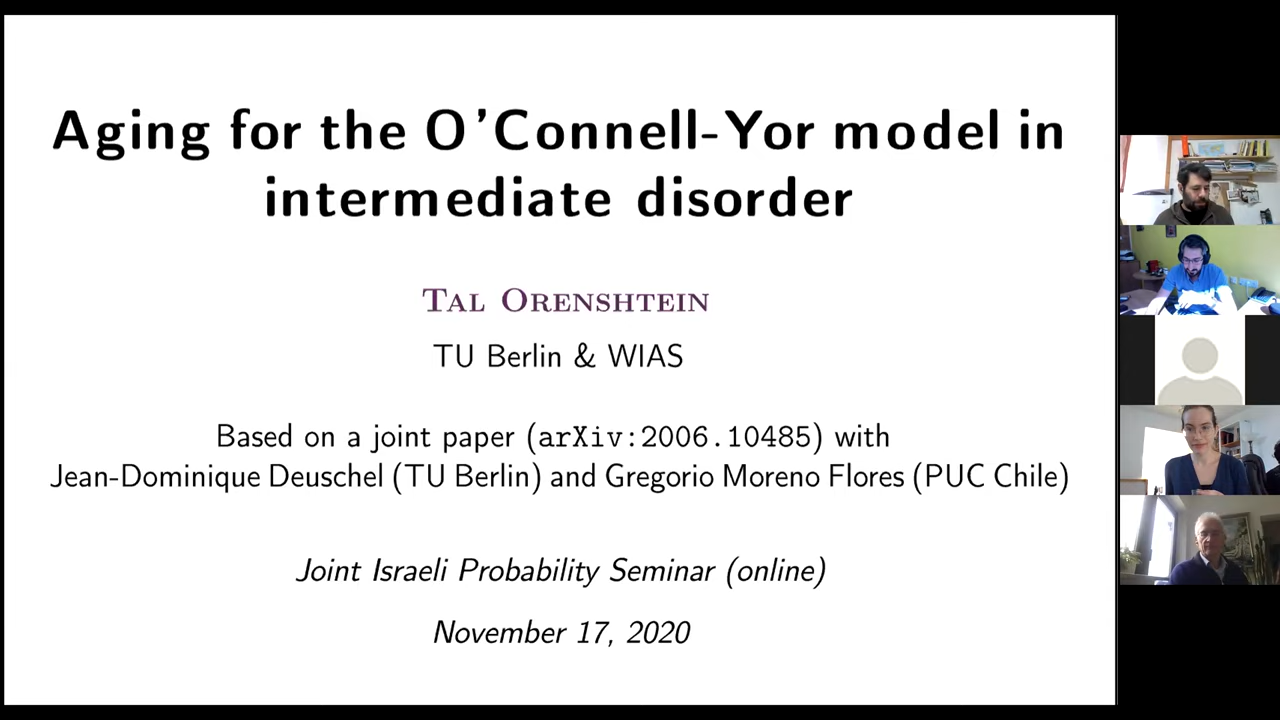 Aging for the O'Connell-Yor model in
intermediate disorder
Tal Orenshtein
TU Berlin & WIAS
Based on a joint paper (arXiv:2006.10485) with
Jean-Dominique Deuschel (TU Berlin) and Gregorio Moreno Flores (PUC Chile)
Joint Israeli Probability Seminar (online)
November 17, 2020